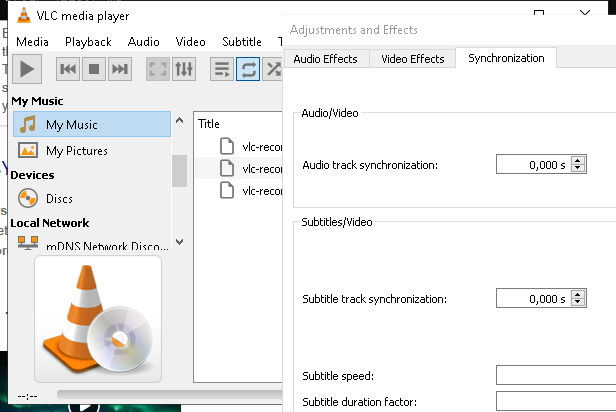 VLC media player
Media Playback Audio Video Subtitle
My Music
My Music
My Pictures
Devices
Discs
Local Network
mDNS Network Disco...
--:--
Title
vlc-recor
vlc-recor
vlc-recor
Adjustments and Effects
Audio Effects Video Effects Synchronization
Audio/Video
Audio track synchronization: 0,000 s
Subtitles/Video
Subtitle track synchronization: 0,000 s
Subtitle speed:
Subtitle duration factor: